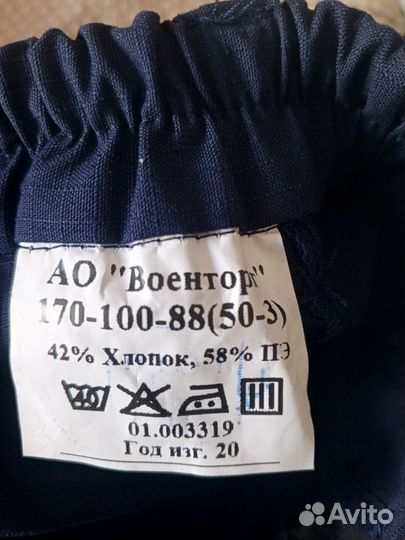 АО "Военторг"
170-100-88(50-3)
42% Хлопок, 58% ПЭ
40
01.003319
Год изг. 20
Avito